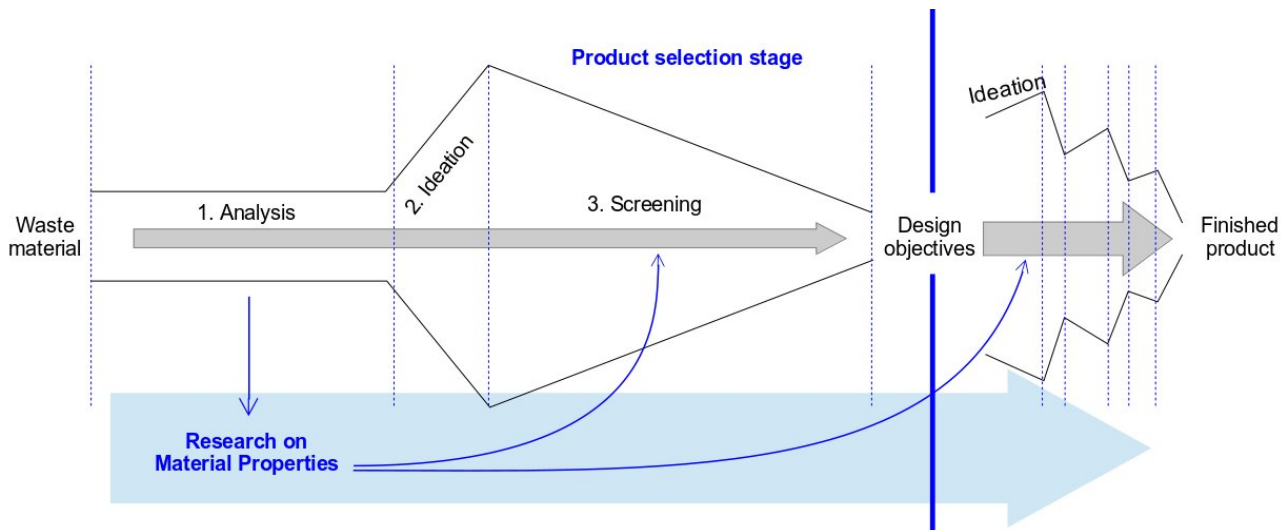 Product selection stage
Ideation
2. Ideation
1. Analysis
3. Screening
Waste
material
Design
objectives
Finished
product
Research on
Material Properties